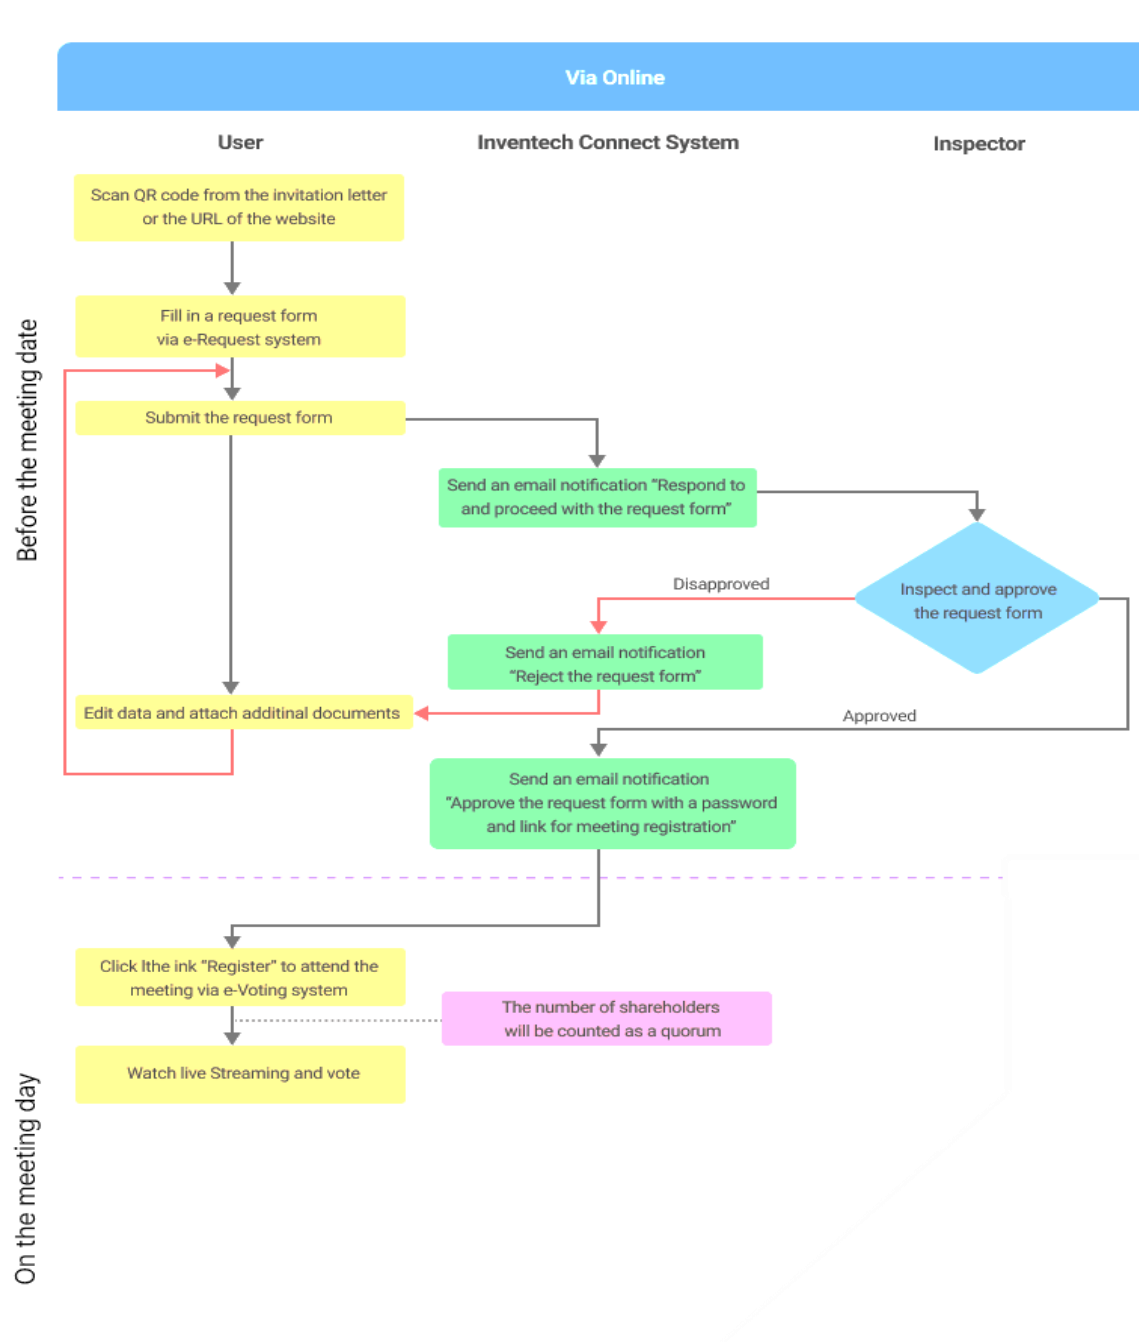 Via Online
User
Inventech Connect System
Inspector
Before the meeting date
Scan QR code from the invitation letter
or the URL of the website
Fill in a request form
via e-Request system
Submit the request form
Send an email notification “Respond to
and proceed with the request form”
Inspect and approve
the request form
Disapproved
Send an email notification
“Reject the request form”
Edit data and attach additinal documents
Approved
Send an email notification
“Approve the request form with a password
and link for meeting registration”
On the meeting day
Click lthe ink “Register” to attend the
meeting via e-Voting system
The number of shareholders
will be counted as a quorum
Watch live Streaming and vote